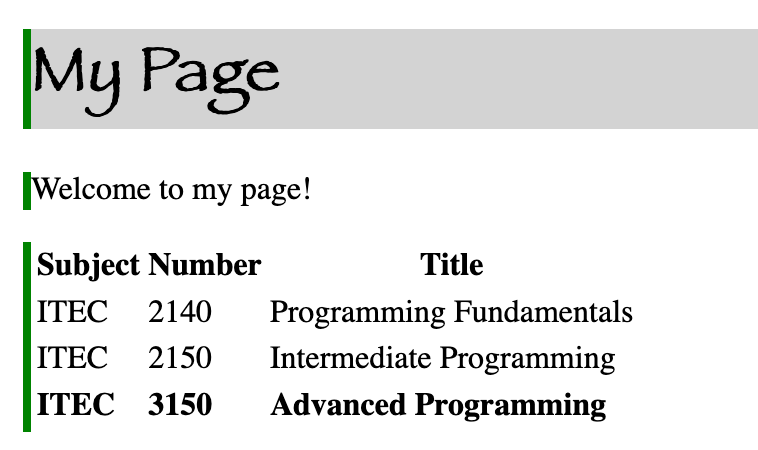 My Page
Welcome to my page!
Subject Number Title
ITEC 2140 Programming Fundamentals
ITEC 2150 Intermediate Programming
ITEC 3150 Advanced Programming